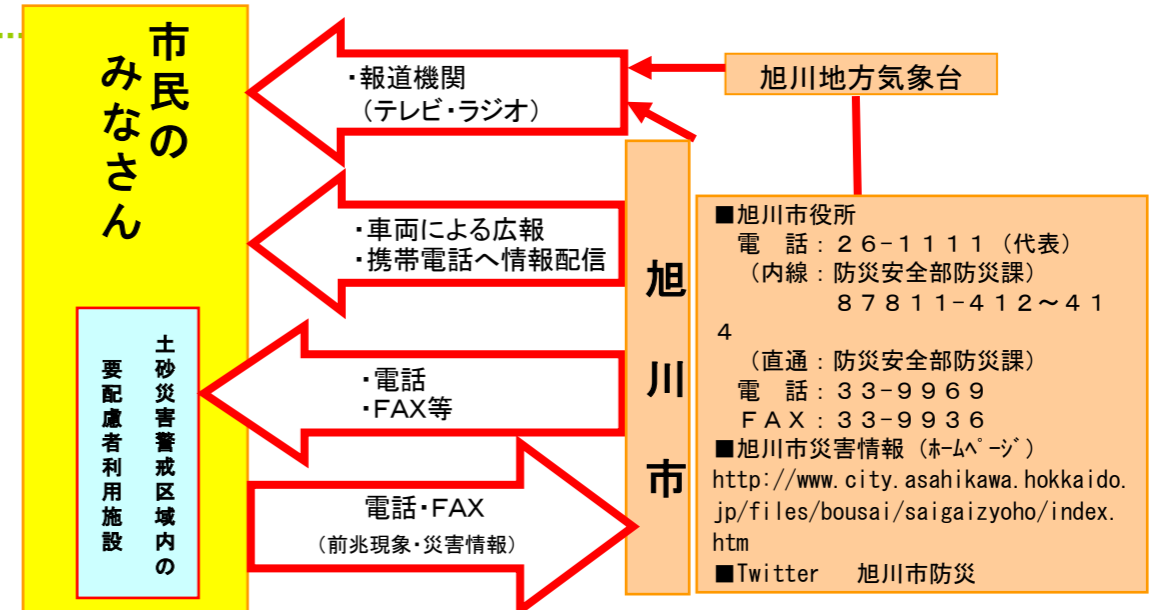 市民の
みなさん
土砂災害警戒区域内の
要配慮者利用施設
・報道機関
（テレビ・ラジオ）
・車両による広報
・携帯電話へ情報配信
・電話
・FAX等
電話・FAX
（前兆現象・災害情報）
旭川市
旭川地方気象台
■旭川市役所
電　話：２６-１１１１（代表）
（内線：防災安全部防災課）
８７８１１-４１２～４１
４
（直通：防災安全部防災課）
電　話：３３-９９６９
ＦＡＸ：３３-９９３６
■旭川市災害情報（ﾎｰﾑﾍﾟｰｼﾞ）
http://www.city.asahikawa.hokkaido.
jp/files/bousai/saigaizyoho/index.
htm
■Twitter　旭川市防災